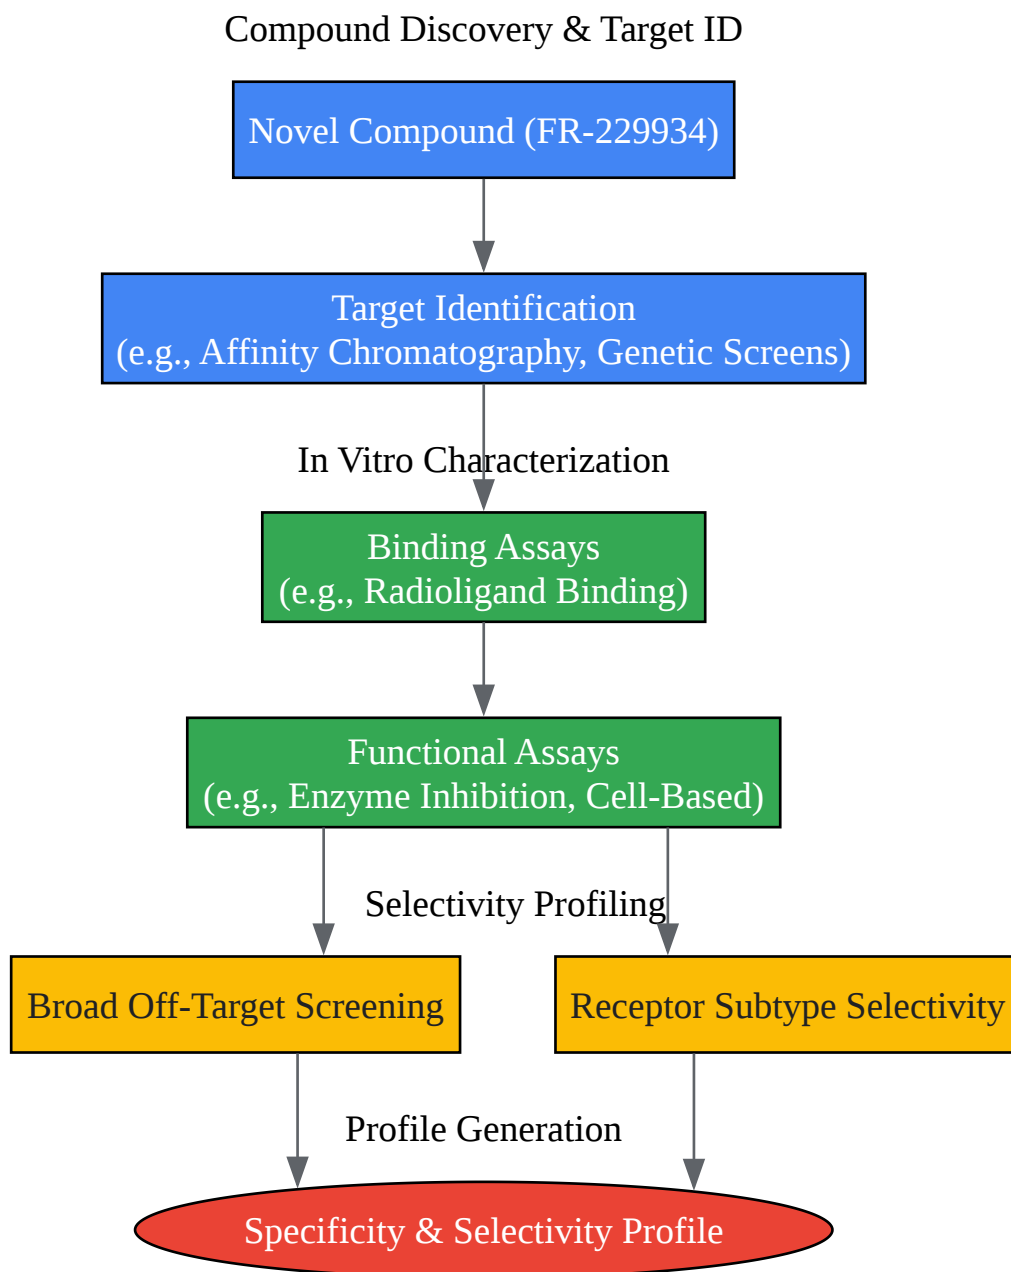 Compound Discovery & Target ID
Novel Compound (FR-229934)
Target Identification
(e.g., Affinity Chromatography, Genetic Screens)
In Vitro Characterization
Binding Assays
(e.g., Radioligand Binding)
Functional Assays
(e.g., Enzyme Inhibition, Cell-Based)
Selectivity Profiling
Broad Off-Target Screening
Receptor Subtype Selectivity
Profile Generation
Specificity & Selectivity Profile